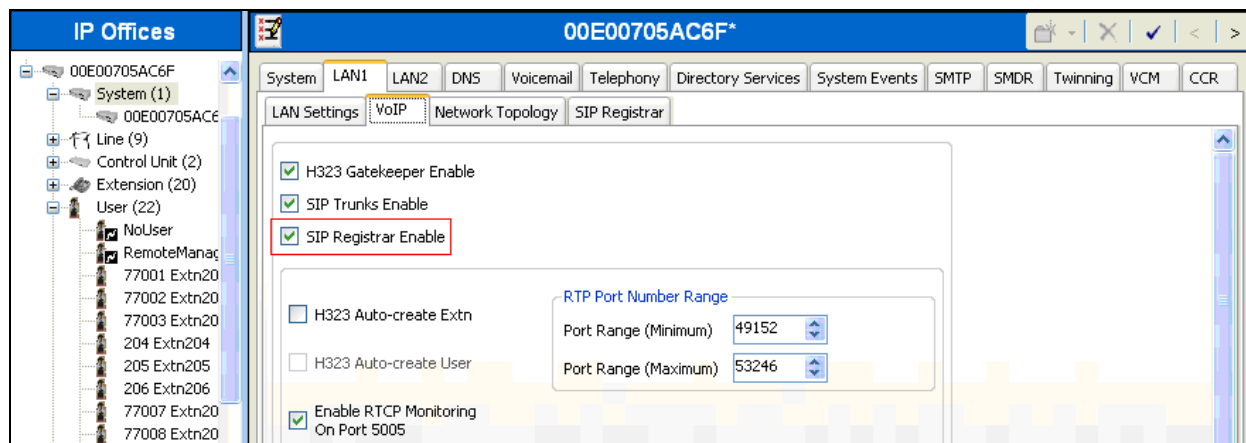 IP Offices
00E00705AC6F
System (1)
00E00705AC6
Line (9)
Control Unit (2)
Extension (20)
User (22)
NoUser
RemoteManag
77001 Extn20
77002 Extn20
77003 Extn20
204 Extn204
205 Extn205
206 Extn206
77007 Extn20
77008 Extn20
00E00705AC6F*
System LAN1 LAN2 DNS Voicemail Telephony Directory Services System Events SMTP SMDR Twinning VCM CCR
LAN Settings VoIP Network Topology SIP Registrar
H323 Gatekeeper Enable
SIP Trunks Enable
SIP Registrar Enable
H323 Auto-create Extn
H323 Auto-create User
Enable RTCP Monitoring
On Port 5005
RTP Port Number Range
Port Range (Minimum) 49152
Port Range (Maximum) 53246